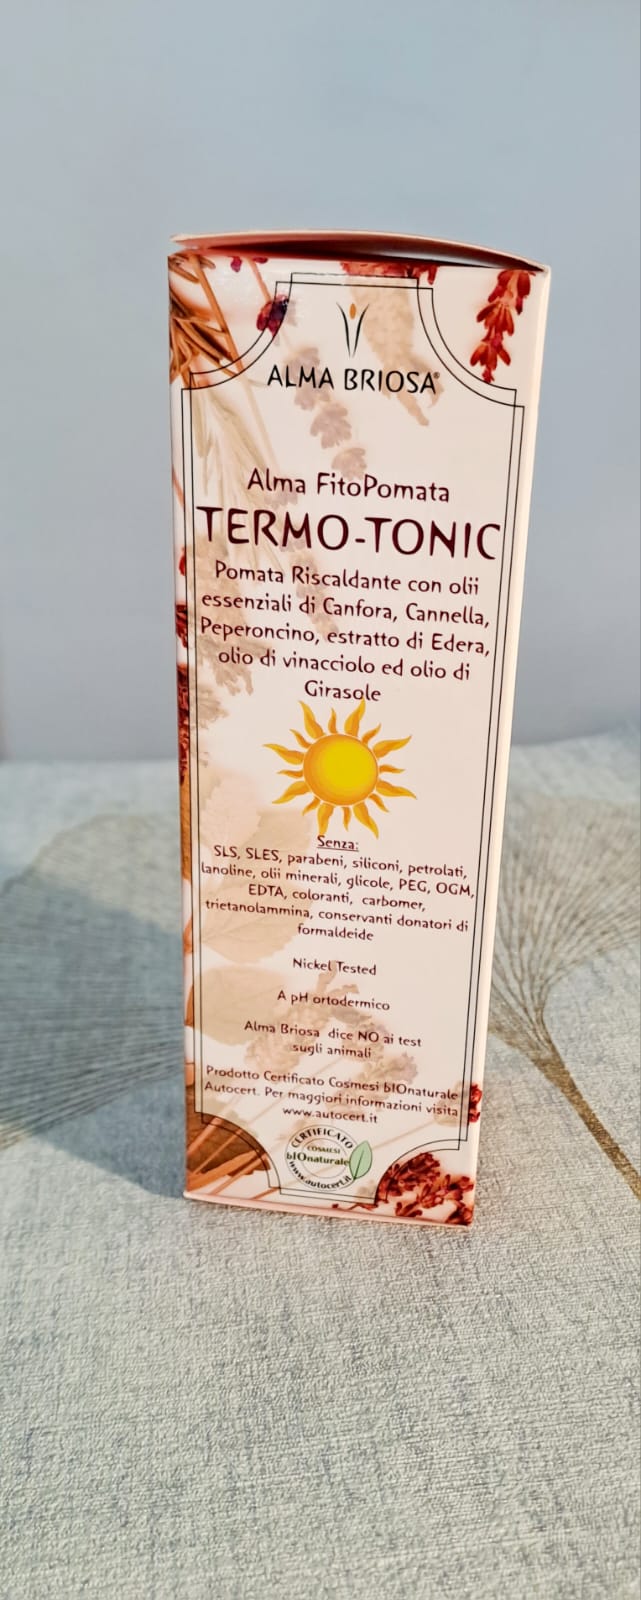 ALMA BRIOSA®
Alma FitoPomata
TERMO-TONIC
Pomata Riscaldante con olii
essenziali di Canfora, Cannella,
Peperoncino, estratto di Edera,
olio di vinacciolo ed olio di
Girasole
Senza:
SLS, SLES, parabeni, siliconi, petrolati,
lanoline, olii minerali, glicole, PEG, OGM,
EDTA, coloranti, carbomer,
trietanolammina, conservanti donatori di
formaldeide
Nickel Tested
A pH ortodermico
Alma Briosa dice NO ai test
sugli animali
Prodotto Certificato Cosmesi bIOnaturale
Autocert. Per maggiori informazioni visita
www.autocert.it
CERTIFICATO
COSMESI
bIOnaturale
www.autocert.it